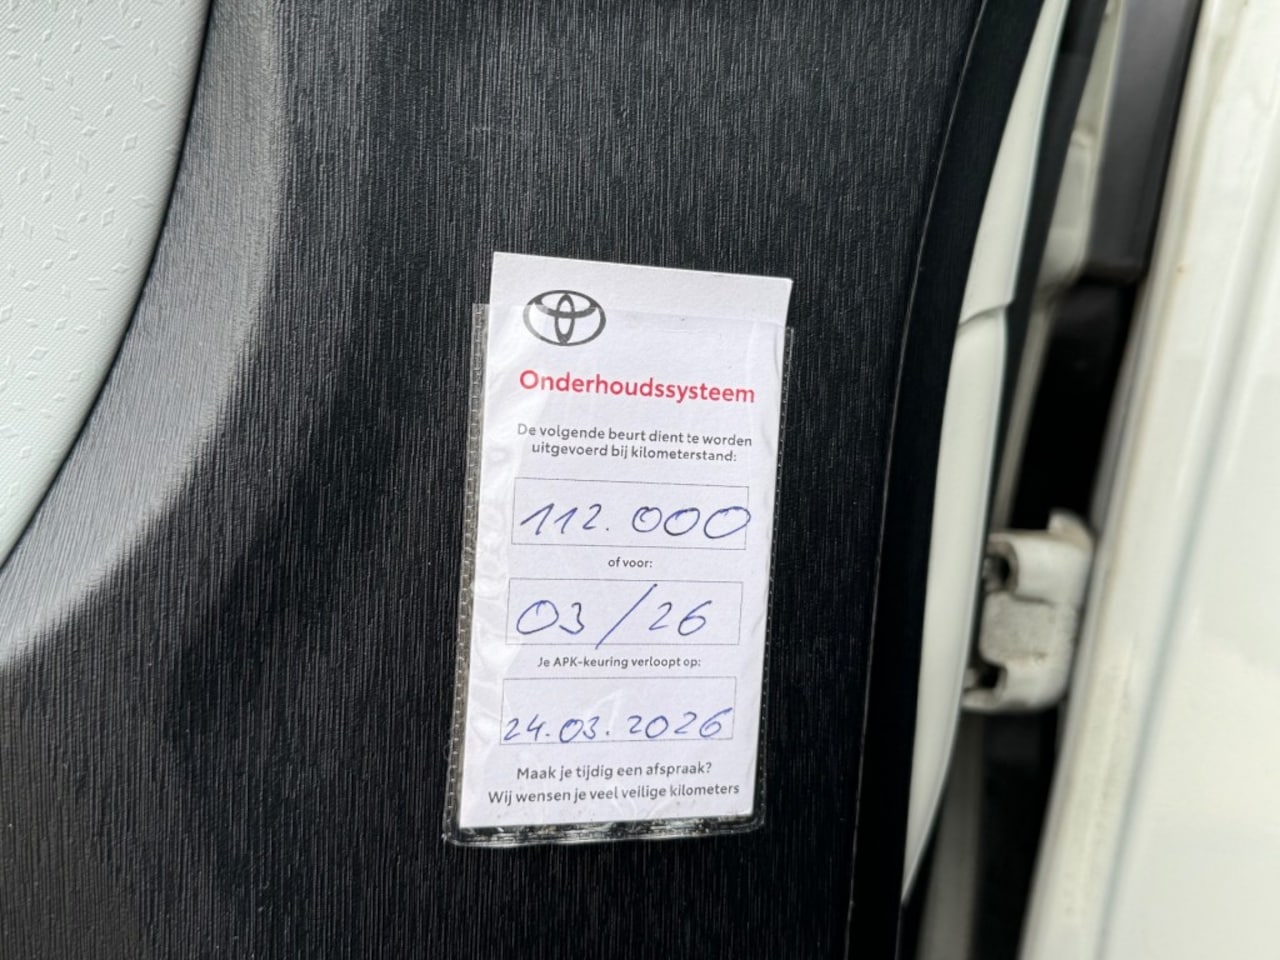 Onderhoudssysteem
De volgende beurt dient te worden
uitgevoerd bij kilometerstand:
112.000
of voor:
03/26
Je APK-keuring verloopt op:
24.03.2026
Maak je tijdig een afspraak?
Wij wensen je veel veilige kilometers